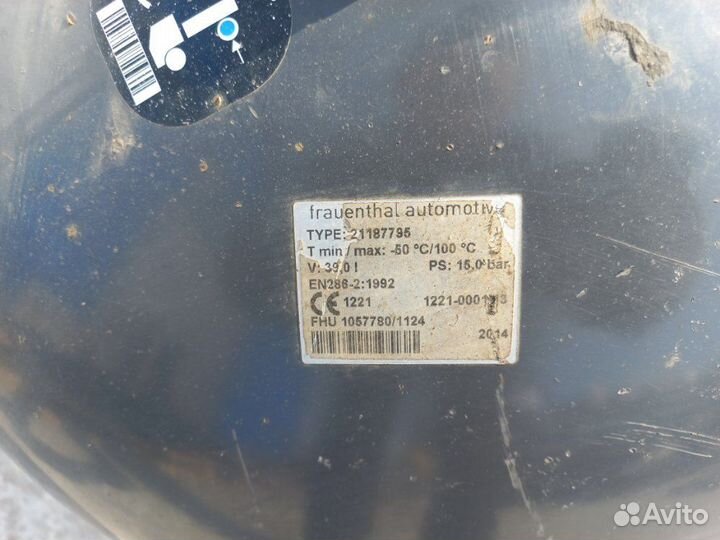 frauenthal automotive
TYPE: 21187795
T min / max: -50 °C/100 °C
V: 39,0 l PS: 15,0 bar
EN286-2:1992
CE 1221
FHU 1057780/1124
2014
Avito